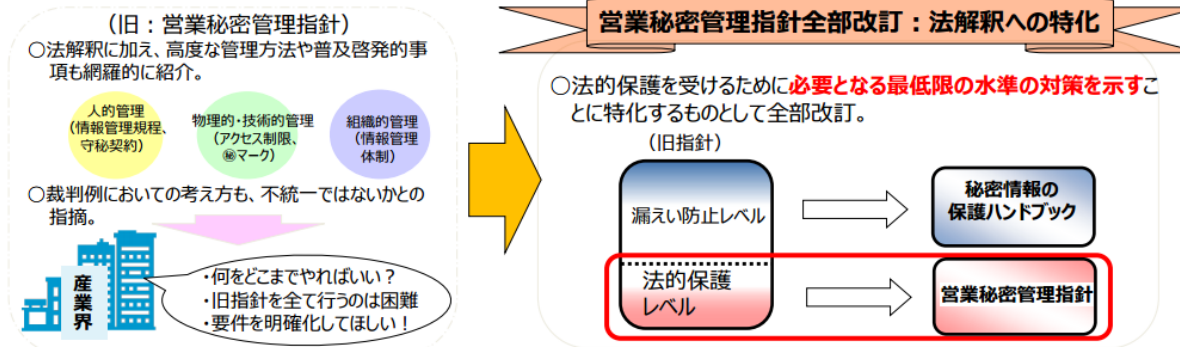 (旧：営業秘密管理指針)
○法解釈に加え、高度な管理方法や普及啓発的事
項も網羅的に紹介。
人的管理
（情報管理規程、
守秘契約）
物理的・技術的管理
（アクセス制限、
㊙マーク）
組織的管理
（情報管理
体制）
○裁判例においての考え方も、不統一ではないかとの
指摘。
産業界
・何をどこまでやればいい？
・旧指針を全て行うのは困難
・要件を明確化してほしい！
営業秘密管理指針全部改訂：法解釈への特化
○法的保護を受けるために必要となる最低限の水準の対策を示すこ
とに特化するものとして全部改訂。
（旧指針）
漏えい防止レベル
秘密情報の
保護ハンドブック
法的保護
レベル
営業秘密管理指針